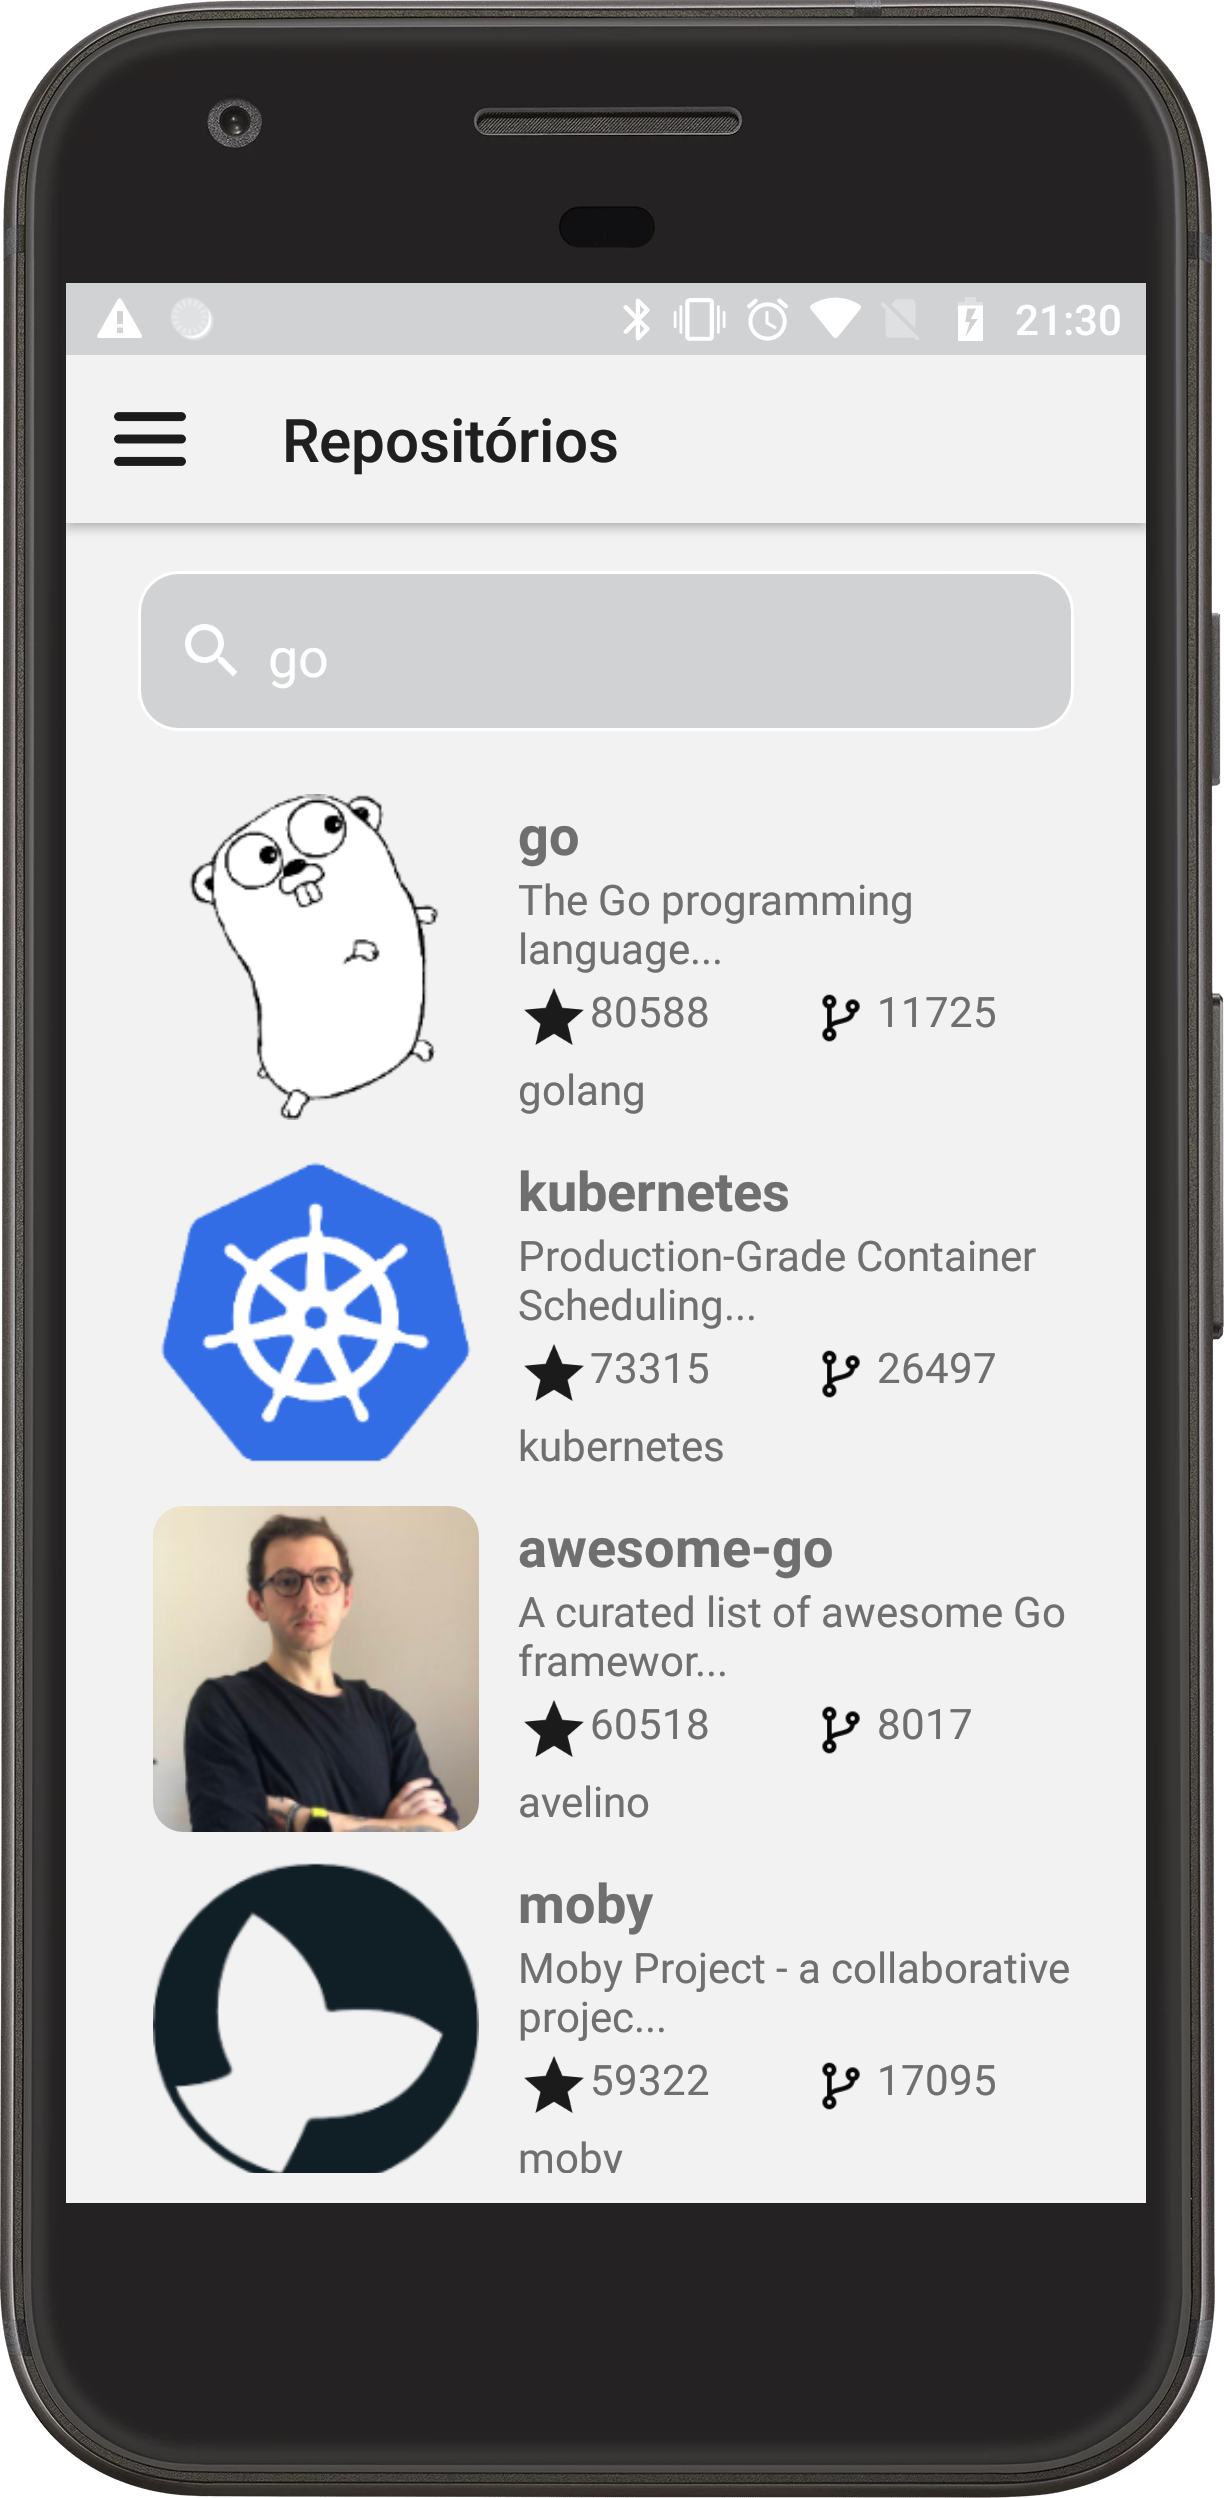 21:30
Repositórios
go
go
The Go programming
language...
80588 11725
golang
kubernetes
Production-Grade Container
Scheduling...
73315 26497
kubernetes
awesome-go
A curated list of awesome Go
framewor...
60518 8017
avelino
moby
Moby Project - a collaborative
projec...
59322 17095
moby